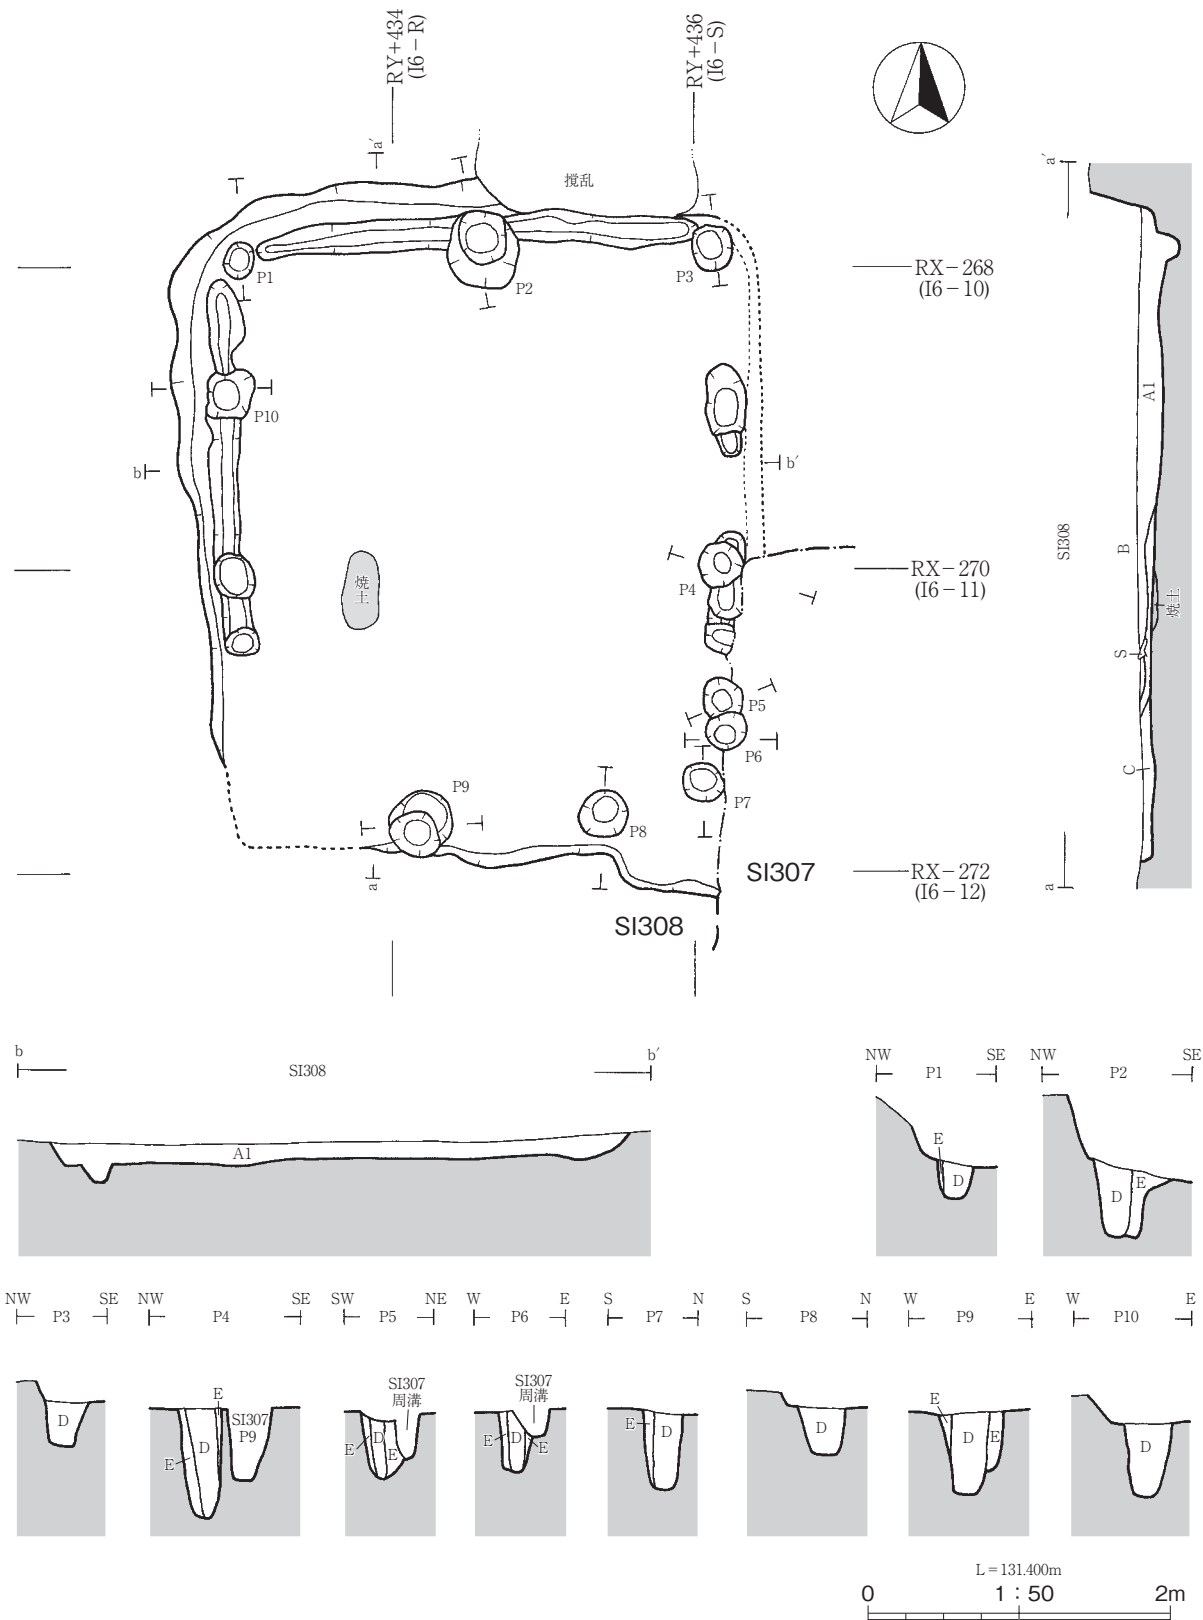 RY+434
(I6-R)
RY+436
(I6-S)
a′
撹乱
P1
P2
P3
RX-268
(I6-10)
P10
b
b′
焼土
P4
RX-270
(I6-11)
P5
P6
P7
P9
P8
a
SI307
RX-272
(I6-12)
SI308
a′
A1
B
SI308
焼土
S
C
a
b
SI308
b′
A1
NW P1 SE
E
D
NW P2 SE
D
E
NW P3 SE
D
NW P4 SE
E
SI307
P9
D
E
SW P5 NE
SI307
周溝
D
E
E
W P6 E
SI307
周溝
E
D
E
S P7 N
E
D
S P8 N
D
W P9 E
E
D
E
W P10 E
D
L=131.400m
0 1:50 2m